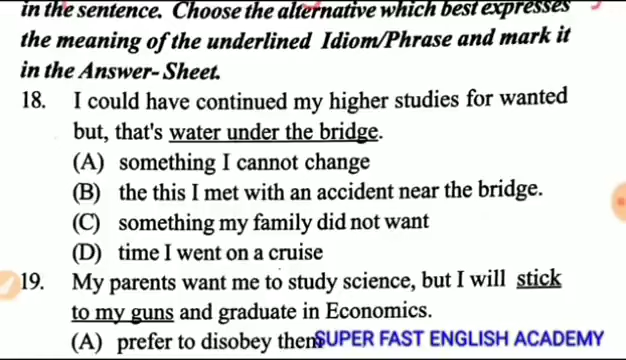 in the sentence. Choose the alternative which best expresses
the meaning of the underlined Idiom/Phrase and mark it
in the Answer- Sheet.
18. I could have continued my higher studies for wanted
but, that's water under the bridge.
(A) something I cannot change
(B) the this I met with an accident near the bridge.
(C) something my family did not want
(D) time I went on a cruise
19. My parents want me to study science, but I will stick
to my guns and graduate in Economics.
(A) prefer to disobey them
SUPER FAST ENGLISH ACADEMY